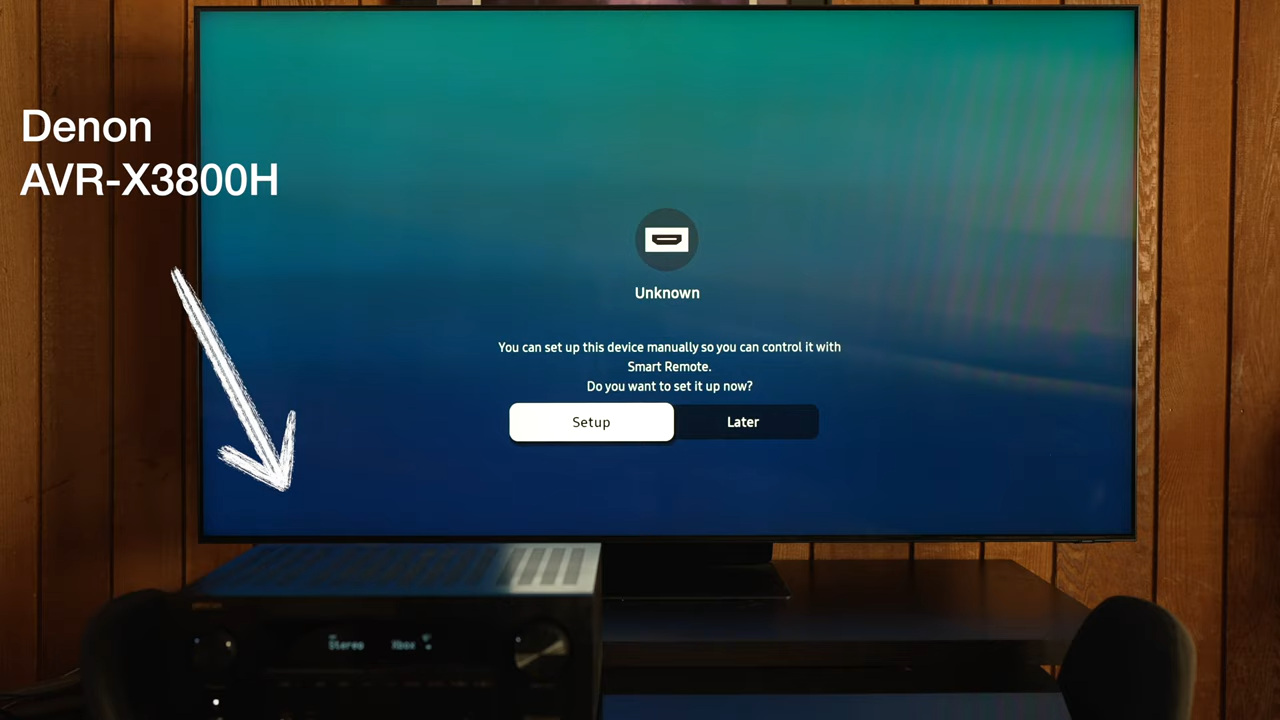 Denon
AVR-X3800H
Unknown
You can set up this device manually so you can control it with
Smart Remote.
Do you want to set it up now?
Setup
Later
Stereo
Xbox